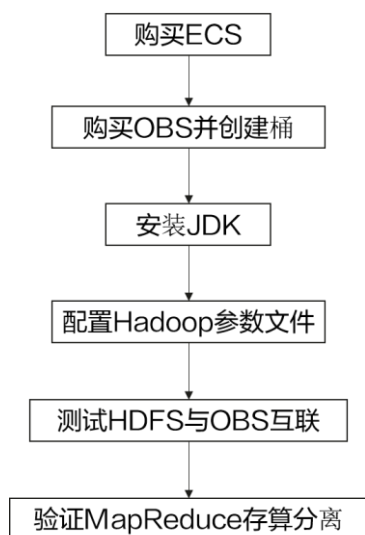 购买ECS
购买OBS并创建桶
安装JDK
配置Hadoop参数文件
测试HDFS与OBS互联
验证MapReduce存算分离